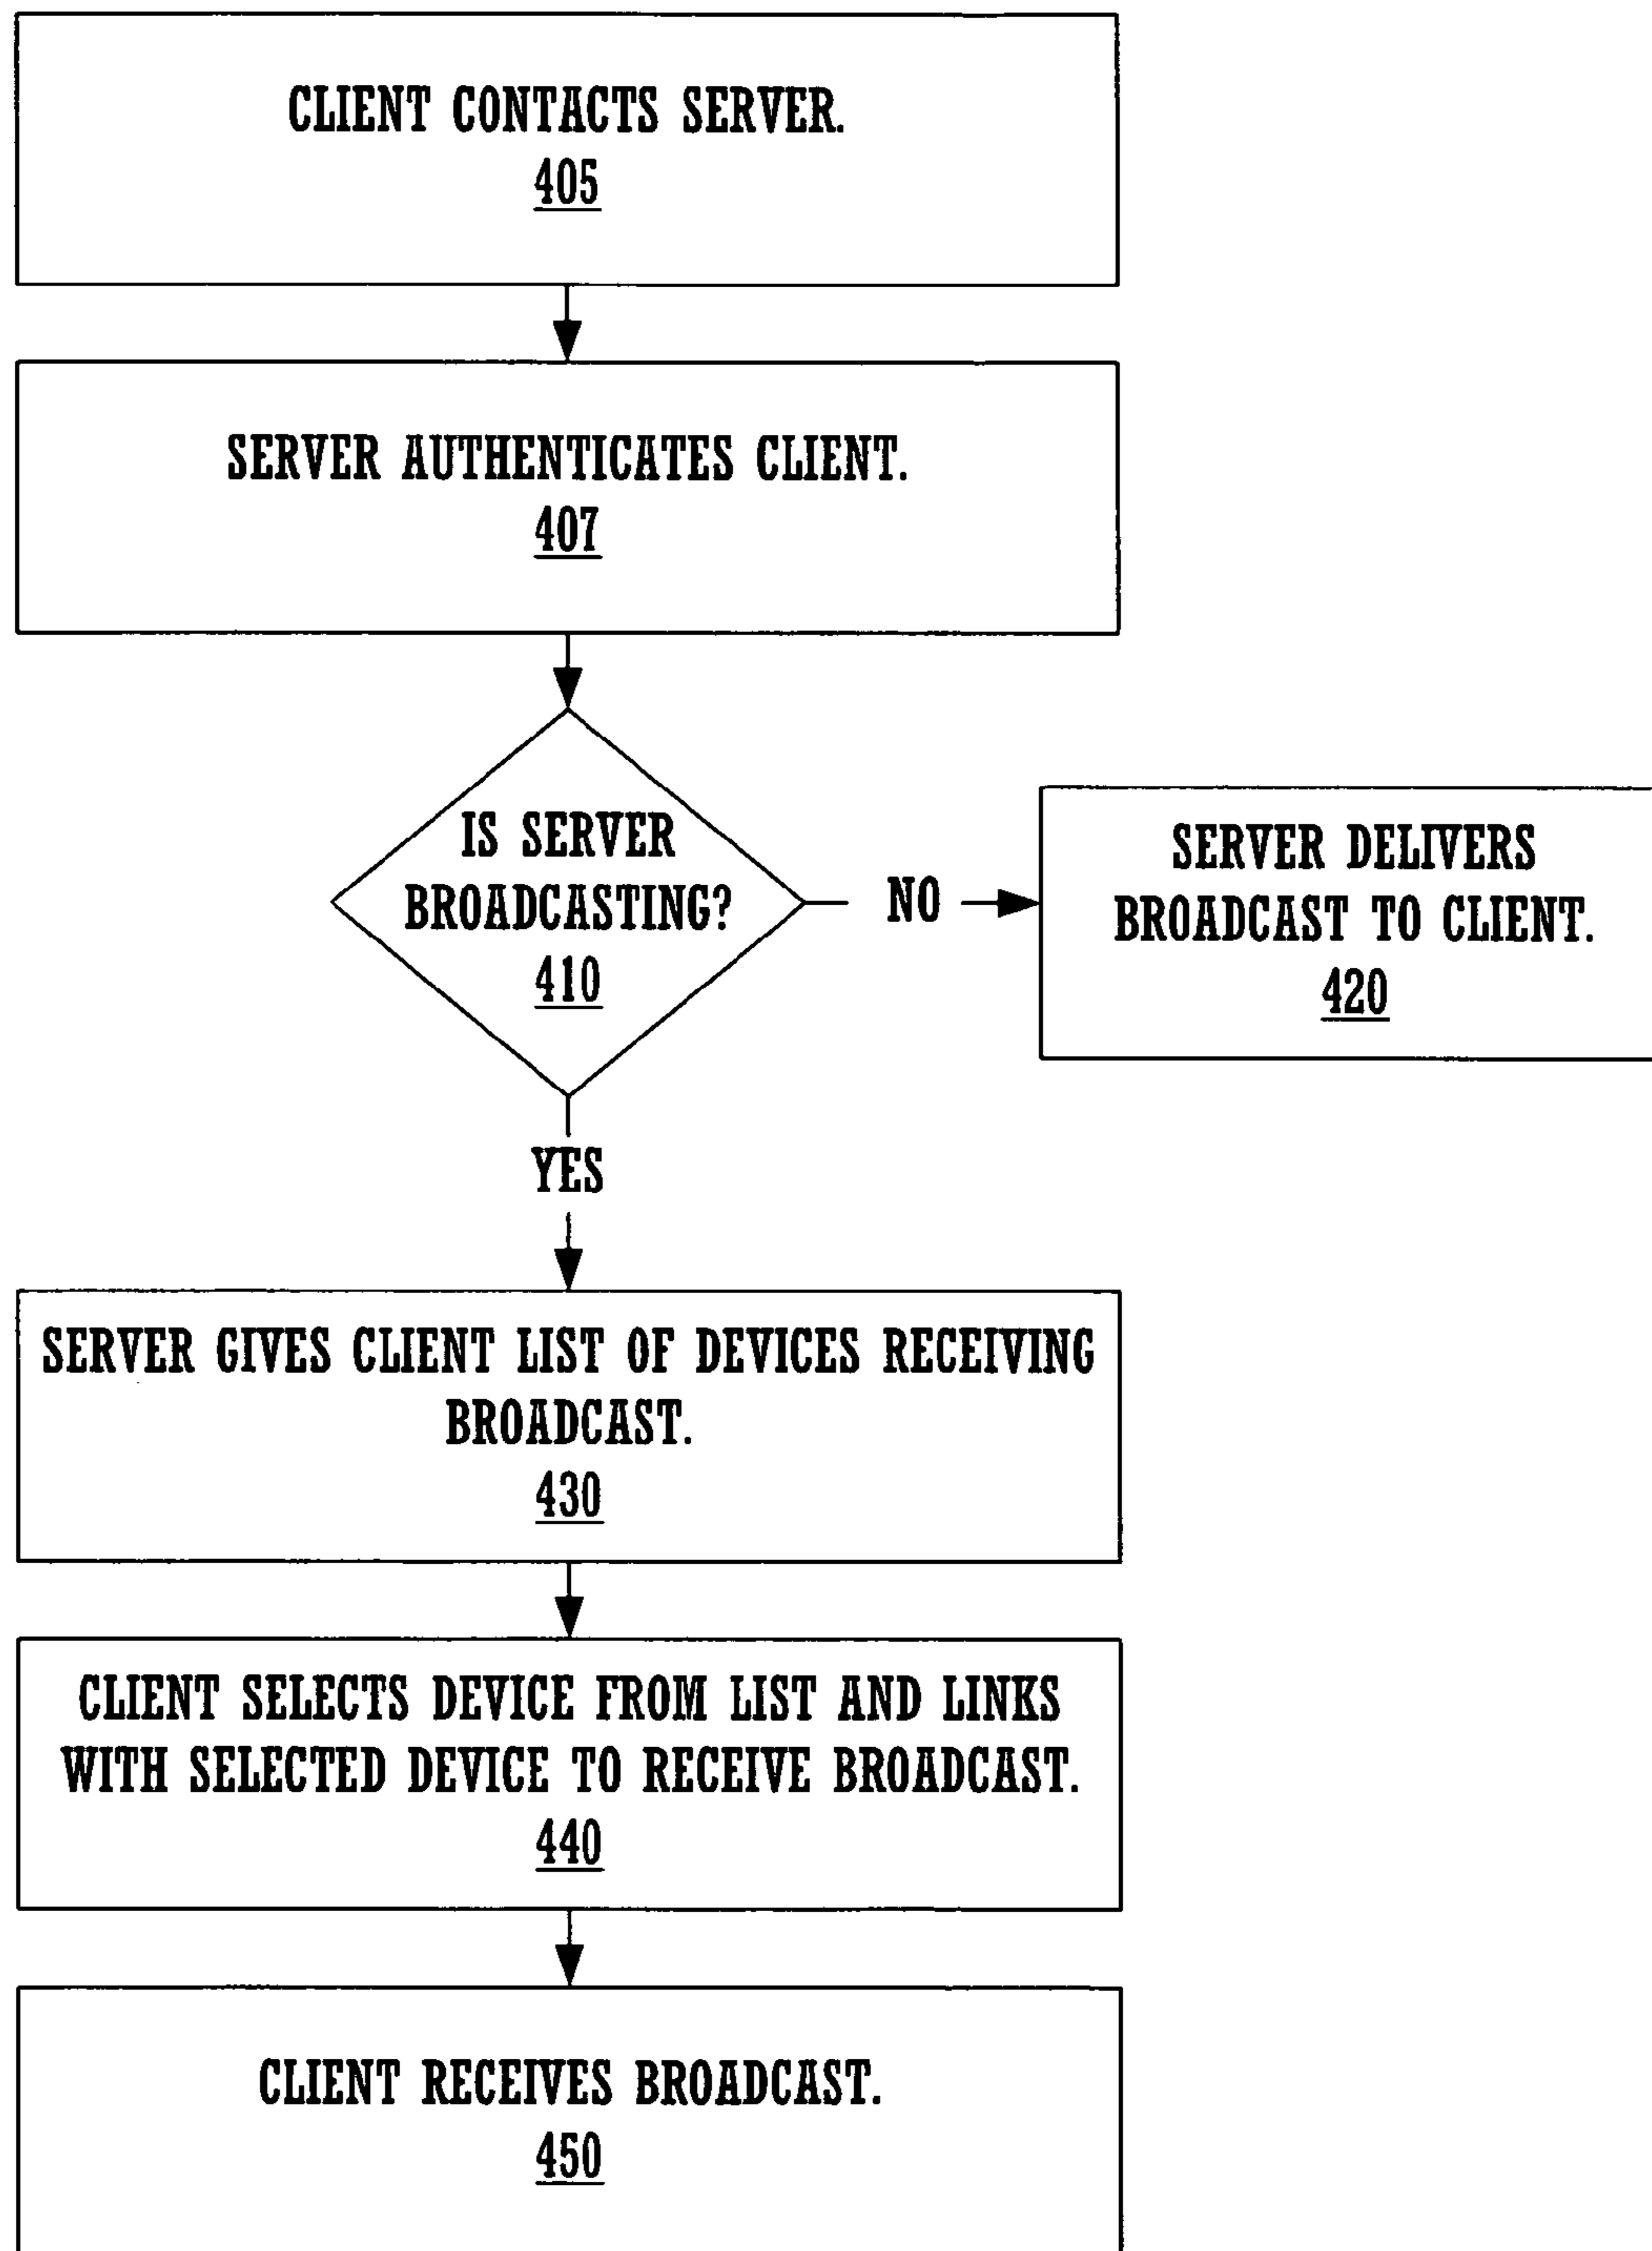 CLIENT CONTACTS SERVER.
405
SERVER AUTHENTICATES CLIENT.
407
IS SERVER
BROADCASTING?
410
NO
SERVER DELIVERS
BROADCAST TO CLIENT.
420
YES
SERVER GIVES CLIENT LIST OF DEVICES RECEIVING
BROADCAST.
430
CLIENT SELECTS DEVICE FROM LIST AND LINKS
WITH SELECTED DEVICE TO RECEIVE BROADCAST.
440
CLIENT RECEIVES BROADCAST.
450